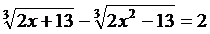 ∛(2x+13) − ∛(2x²−13) = 2